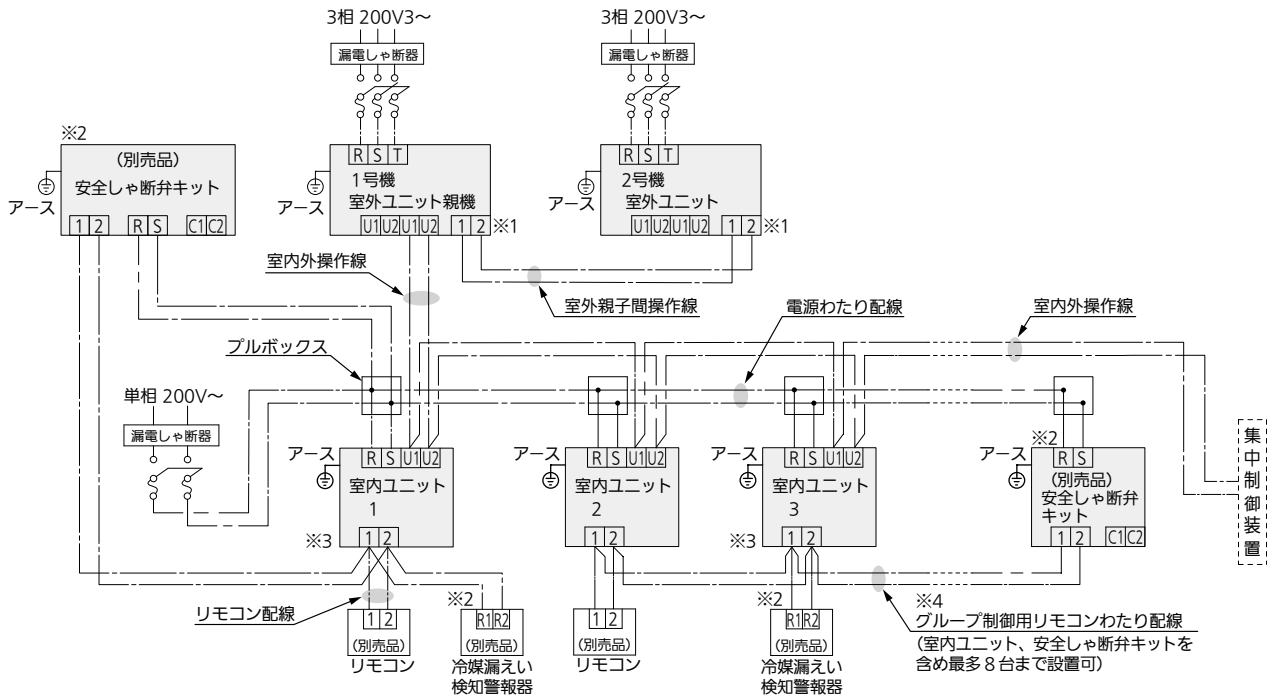 3相 200V3～
3相 200V3～
漏電しゃ断器
漏電しゃ断器
※2
(別売品)
安全しゃ断弁キット
アース
1 2 R S C1 C2
R S T
1号機
室外ユニット親機
アース
U1 U2 U1 U2 1 2 ※1
R S T
2号機
室外ユニット
アース
U1 U2 U1 U2 1 2 ※1
室内外操作線
室外親子間操作線
電源わたり配線
室内外操作線
プルボックス
単相 200V～
漏電しゃ断器
アース
R S U1 U2
室内ユニット
1
※3
1 2
アース
R S U1 U2
室内ユニット
2
1 2
アース
R S U1 U2
室内ユニット
3
※3
1 2
※2
アース
R S
(別売品)
安全しゃ断弁
キット
1 2 C1 C2
集中制御装置
リモコン配線
1 2
(別売品)
リモコン
※2
R1 R2
(別売品)
冷媒漏えい
検知警報器
1 2
(別売品)
リモコン
※2
R1 R2
(別売品)
冷媒漏えい
検知警報器
※4
グループ制御用リモコンわたり配線
(室内ユニット、安全しゃ断弁キットを
含め最多8台まで設置可)